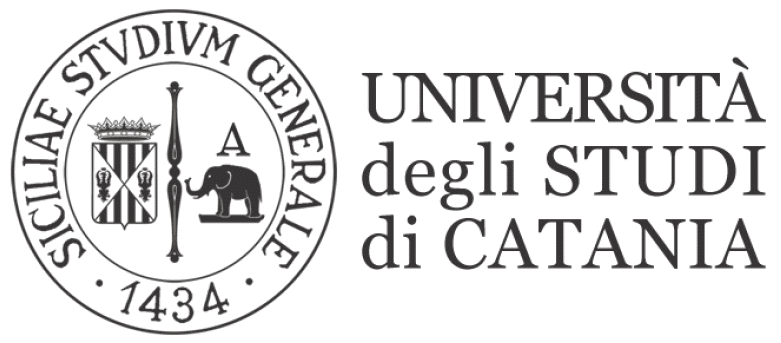 SICILIAE STVDIVM GENERALE
· 1434 ·
A
UNIVERSITÀ
degli STUDI
di CATANIA